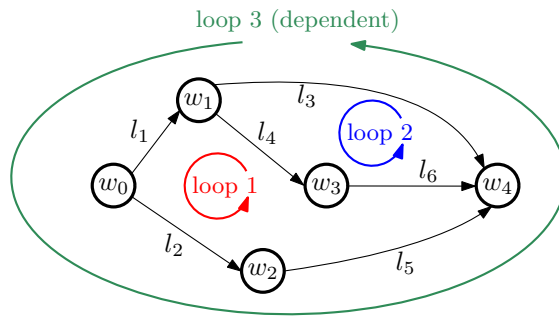 loop 3 (dependent)
w₁
l₃
l₁
l₄
loop 2
w₀
loop 1
w₃
l₆
w₄
l₂
w₂
l₅